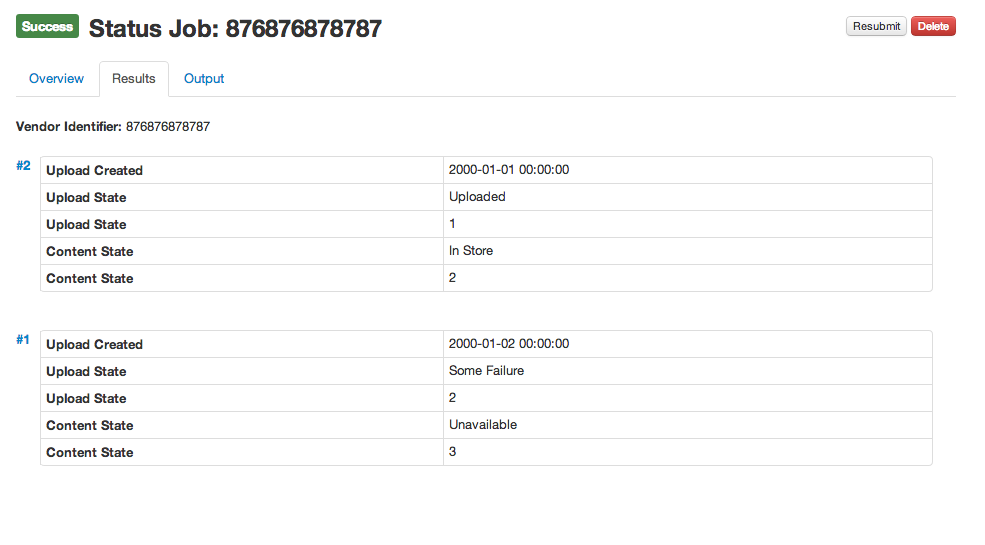 Success Status Job: 876876878787 Resubmit Delete
Overview Results Output
Vendor Identifier: 876876878787
#2 Upload Created 2000-01-01 00:00:00
Upload State Uploaded
Upload State 1
Content State In Store
Content State 2
#1 Upload Created 2000-01-02 00:00:00
Upload State Some Failure
Upload State 2
Content State Unavailable
Content State 3